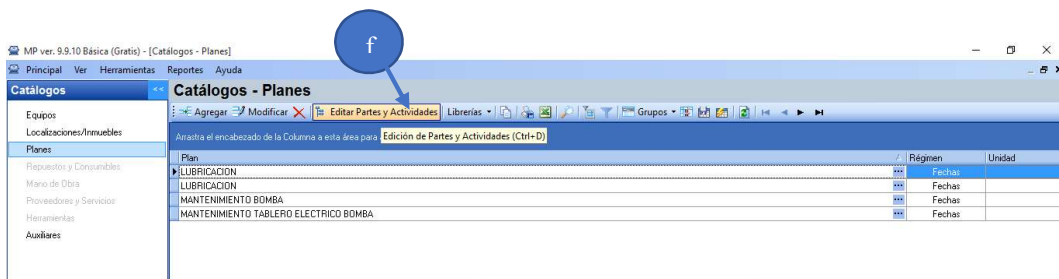 f
MP ver. 9.9.10 Básica (Gratis) - [Catálogos - Planes]
Principal Ver Herramientas Reportes Ayuda
Catálogos << Catálogos - Planes
Agregar Modificar Editar Partes y Actividades Librerías Grupos
Equipos
Localizaciones/Inmuebles
Planes
Repuestos y Consumibles
Mano de Obra
Proveedores y Servicios
Herramientas
Auxiliares
Arrastra el encabezado de la Columna a esta área para Edición de Partes y Actividades (Ctrl+D)
Plan Régimen Unidad
LUBRICACION Fechas
LUBRICACION Fechas
MANTENIMIENTO BOMBA Fechas
MANTENIMIENTO TABLERO ELECTRICO BOMBA Fechas